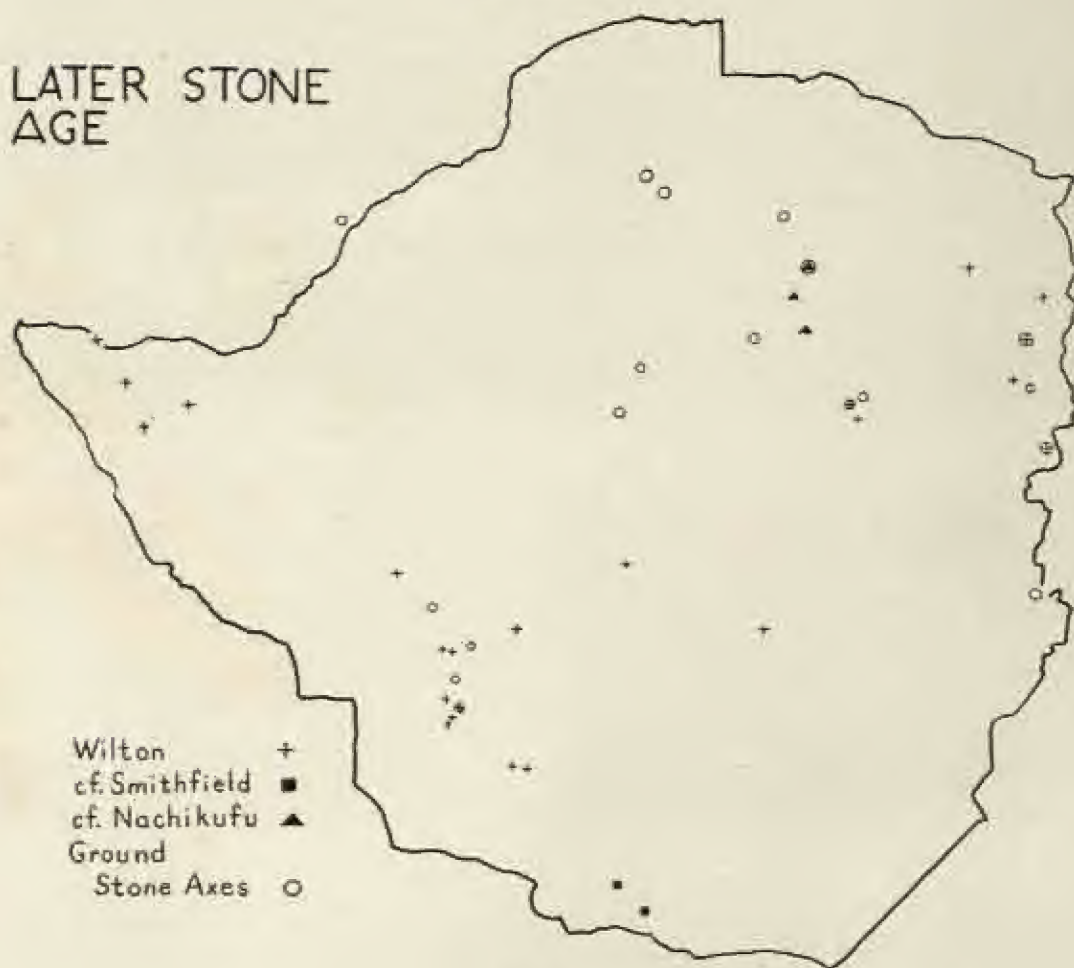 LATER STONE
AGE
Wilton +
cf. Smithfield ■
cf. Nachikufu ▲
Ground
Stone Axes O